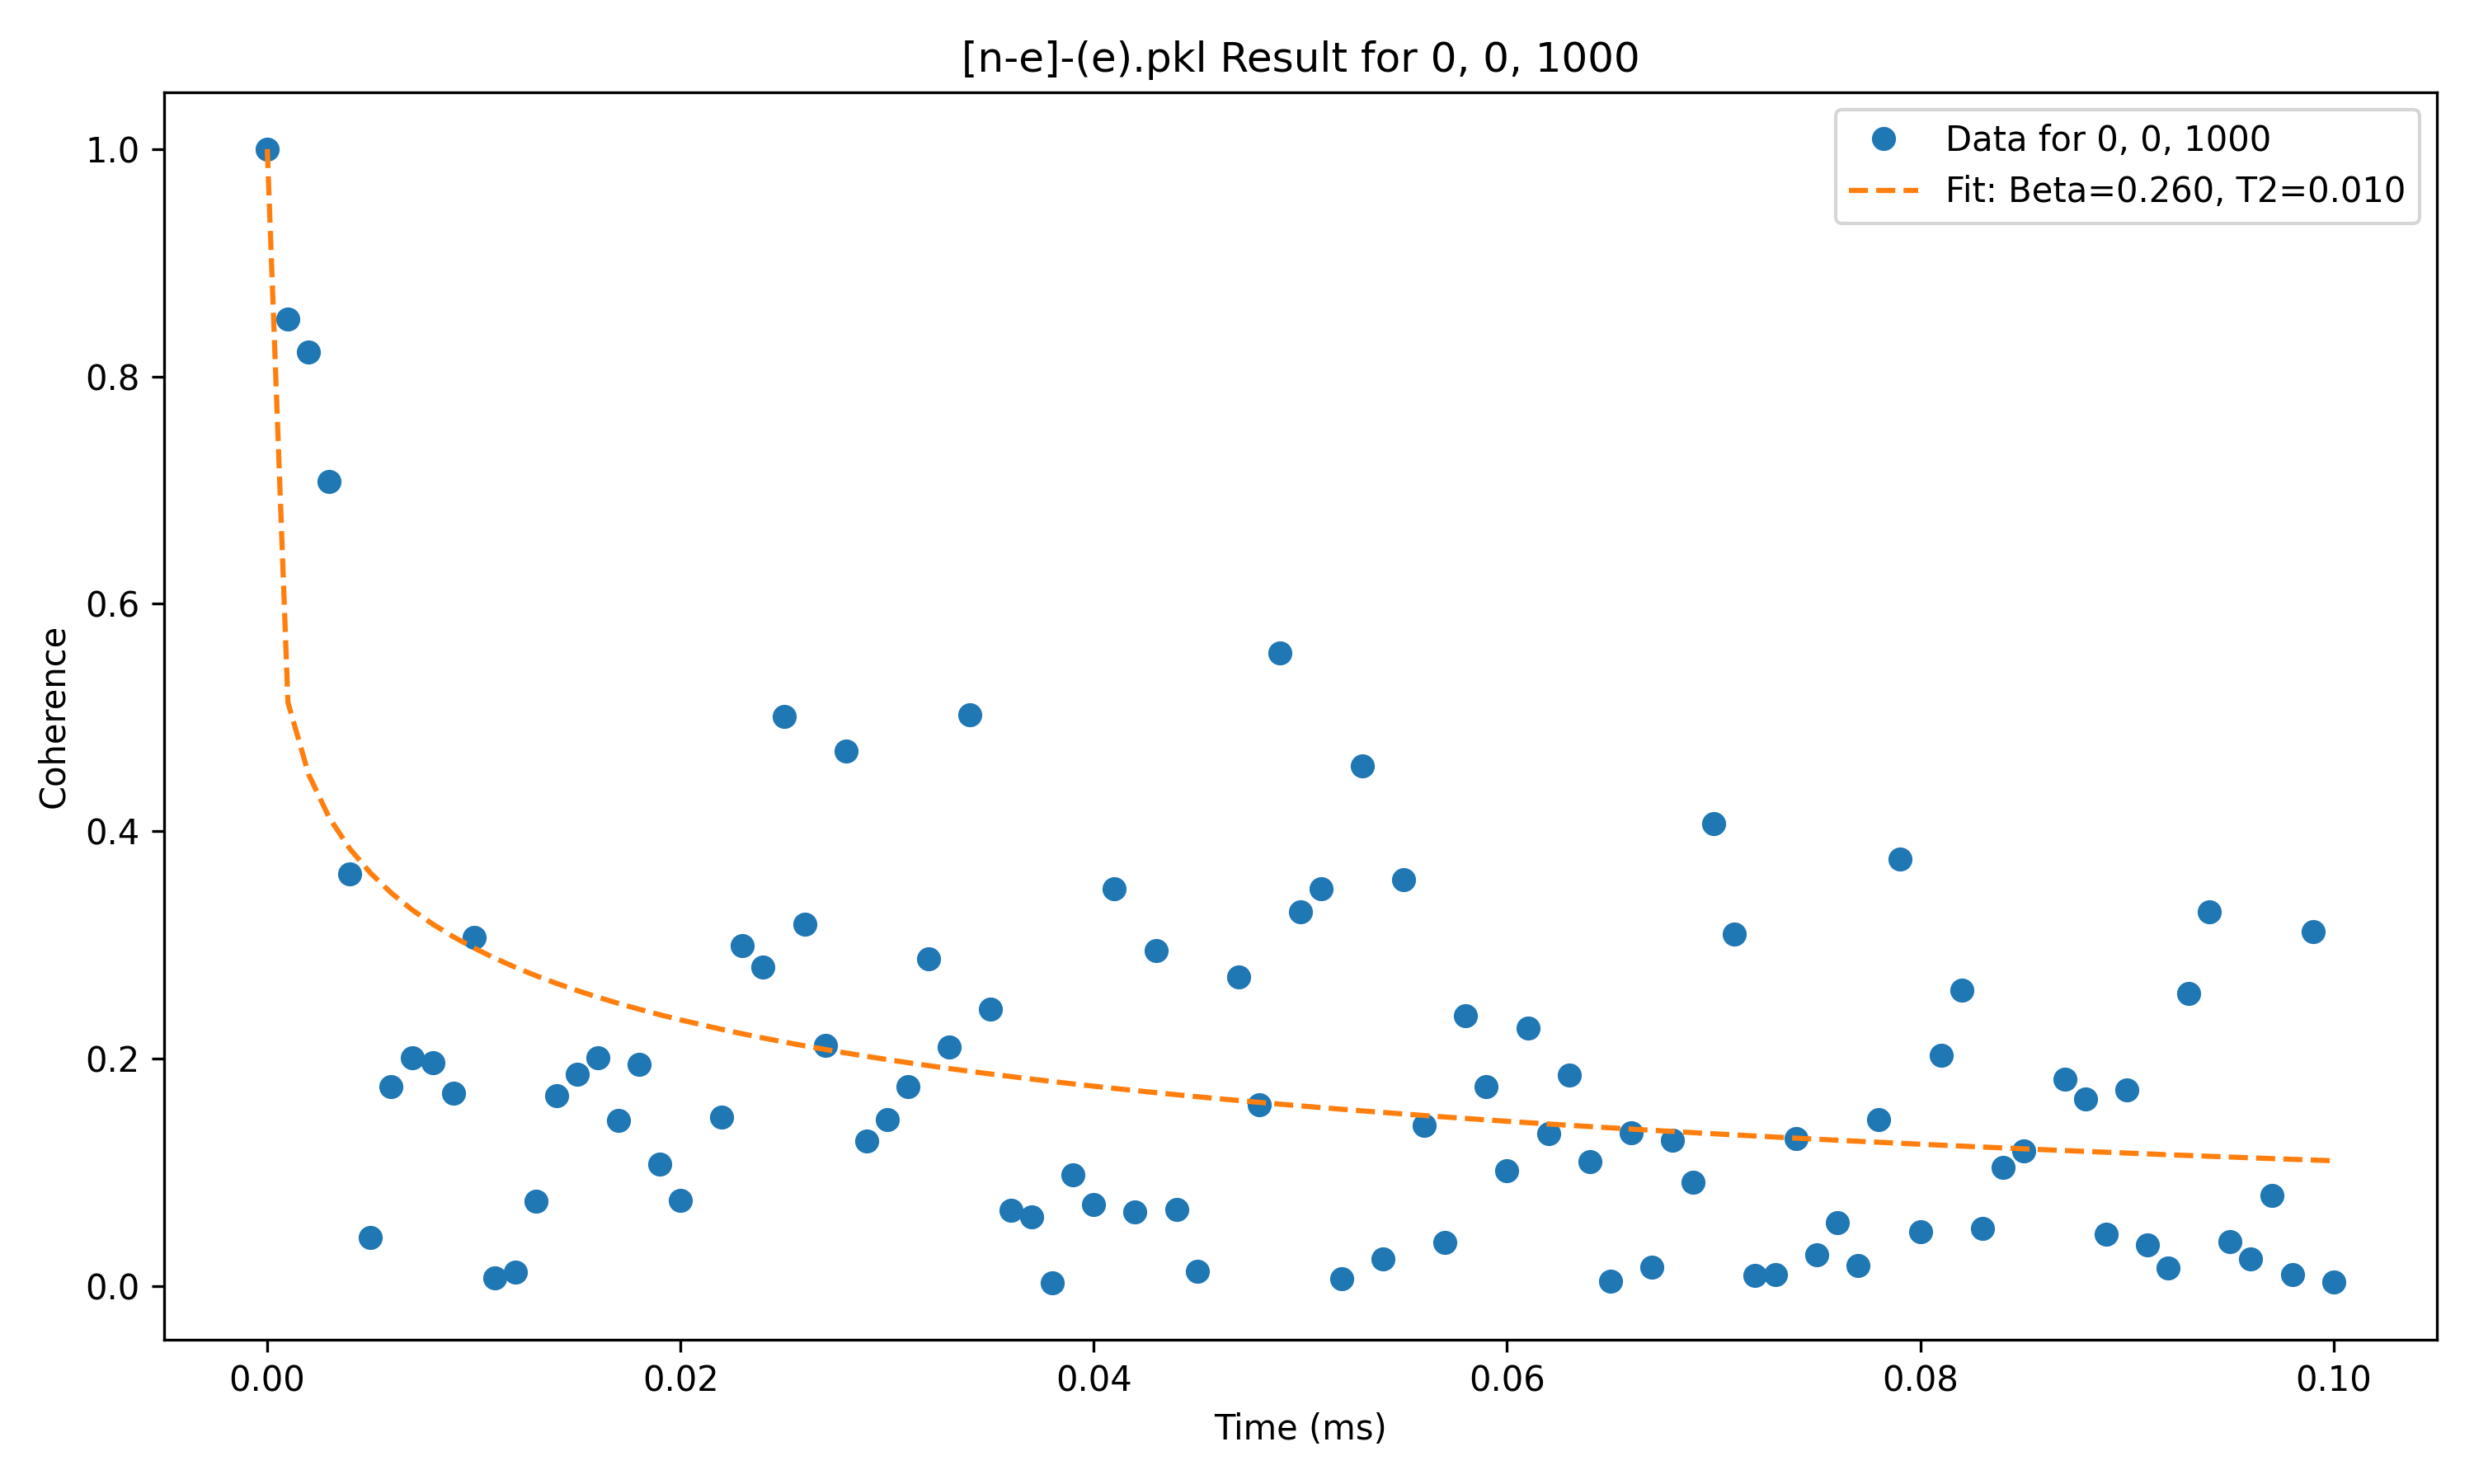 [n-e]-(e).pkl Result for 0, 0, 1000
Data for 0, 0, 1000
Fit: Beta=0.260, T2=0.010
1.0
0.8
0.6
0.4
0.2
0.0
Coherence
0.00 0.02 0.04 0.06 0.08 0.10
Time (ms)